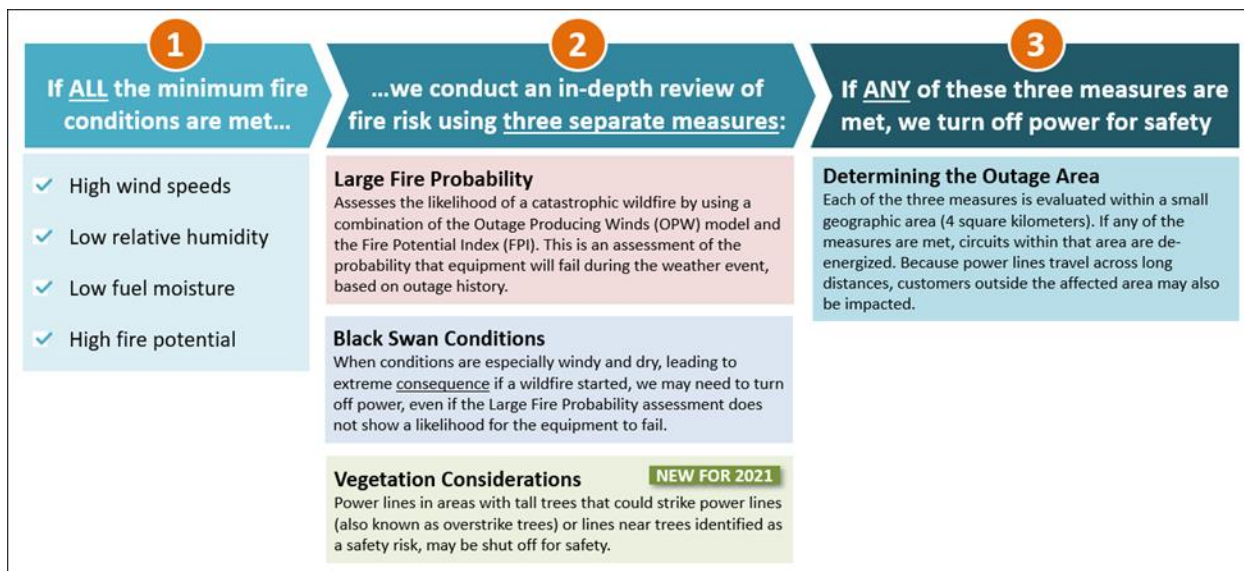 1
If ALL the minimum fire
conditions are met...
High wind speeds
Low relative humidity
Low fuel moisture
High fire potential
2
...we conduct an in-depth review of
fire risk using three separate measures:
Large Fire Probability
Assesses the likelihood of a catastrophic wildfire by using a
combination of the Outage Producing Winds (OPW) model and
the Fire Potential Index (FPI). This is an assessment of the
probability that equipment will fail during the weather event,
based on outage history.
Black Swan Conditions
When conditions are especially windy and dry, leading to
extreme consequence if a wildfire started, we may need to turn
off power, even if the Large Fire Probability assessment does
not show a likelihood for the equipment to fail.
Vegetation Considerations
NEW FOR 2021
Power lines in areas with tall trees that could strike power lines
(also known as overstrike trees) or lines near trees identified as
a safety risk, may be shut off for safety.
3
If ANY of these three measures are
met, we turn off power for safety
Determining the Outage Area
Each of the three measures is evaluated within a small
geographic area (4 square kilometers). If any of the
measures are met, circuits within that area are de-
energized. Because power lines travel across long
distances, customers outside the affected area may also
be impacted.